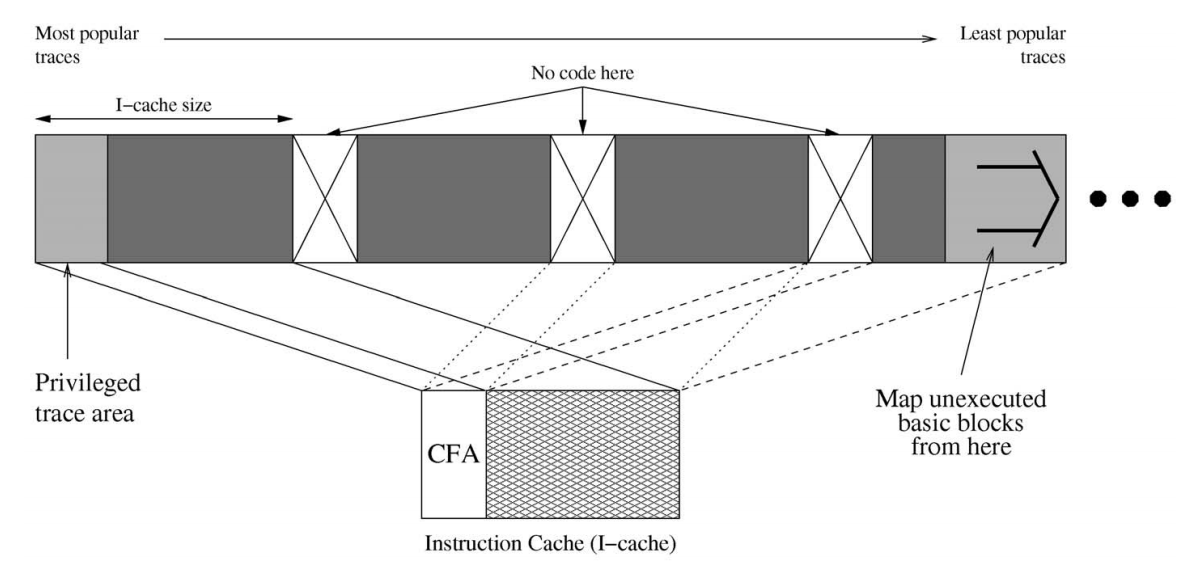 Most popular
traces
Least popular
traces
No code here
I−cache size
Privileged
trace area
Map unexecuted
basic blocks
from here
CFA
Instruction Cache (I−cache)